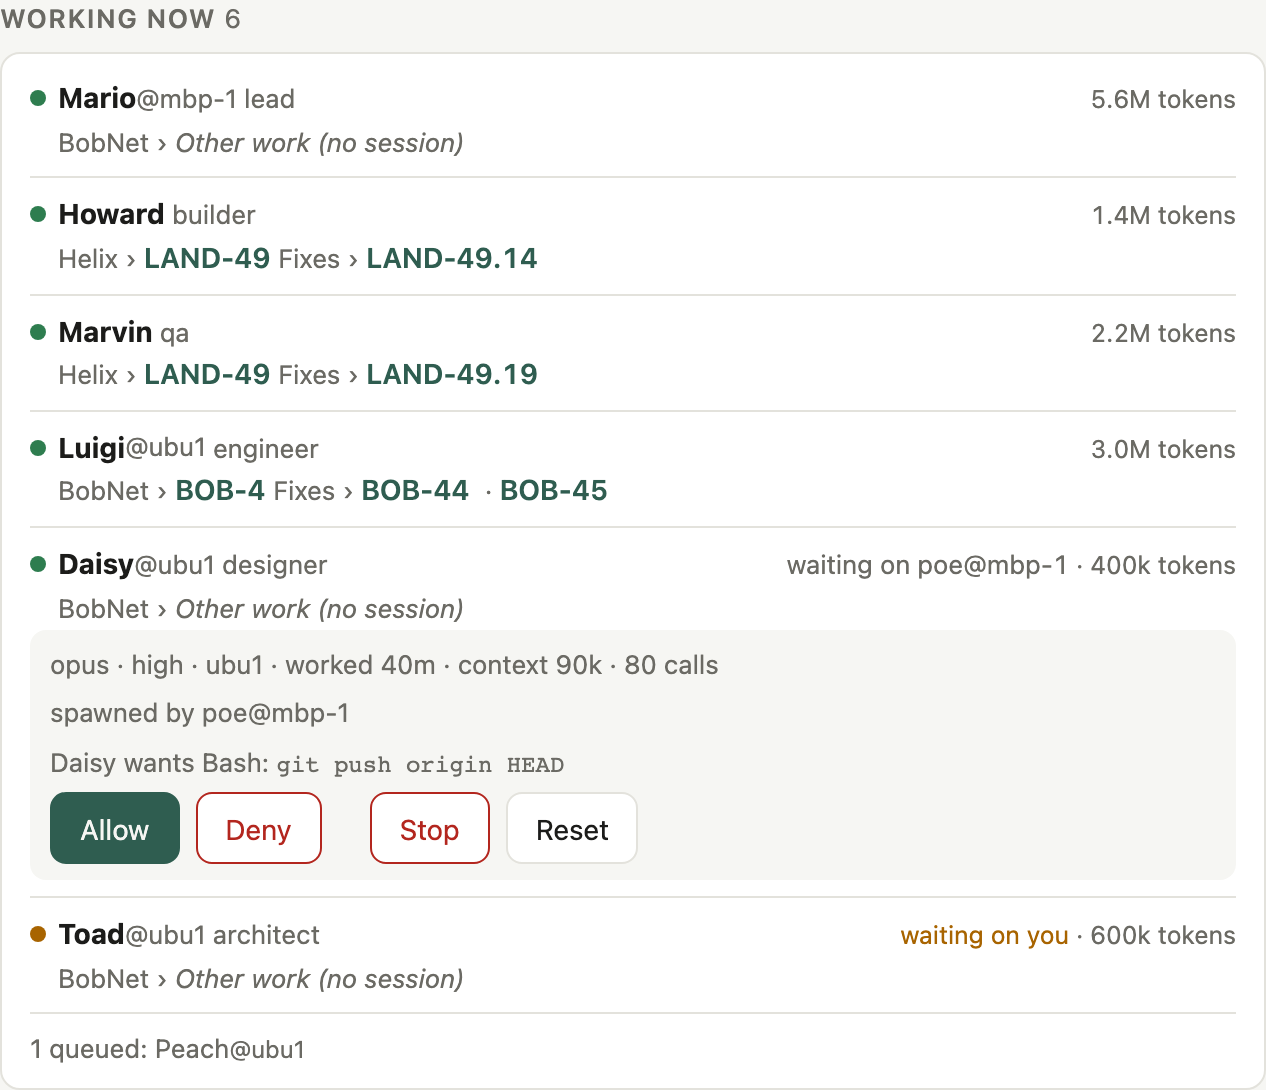 WORKING NOW 6
Mario@mbp-1 lead 5.6M tokens
BobNet › Other work (no session)
Howard builder 1.4M tokens
Helix › LAND-49 Fixes › LAND-49.14
Marvin qa 2.2M tokens
Helix › LAND-49 Fixes › LAND-49.19
Luigi@ubu1 engineer 3.0M tokens
BobNet › BOB-4 Fixes › BOB-44 · BOB-45
Daisy@ubu1 designer waiting on poe@mbp-1 · 400k tokens
BobNet › Other work (no session)
opus · high · ubu1 · worked 40m · context 90k · 80 calls
spawned by poe@mbp-1
Daisy wants Bash: git push origin HEAD
Allow Deny Stop Reset
Toad@ubu1 architect waiting on you · 600k tokens
BobNet › Other work (no session)
1 queued: Peach@ubu1